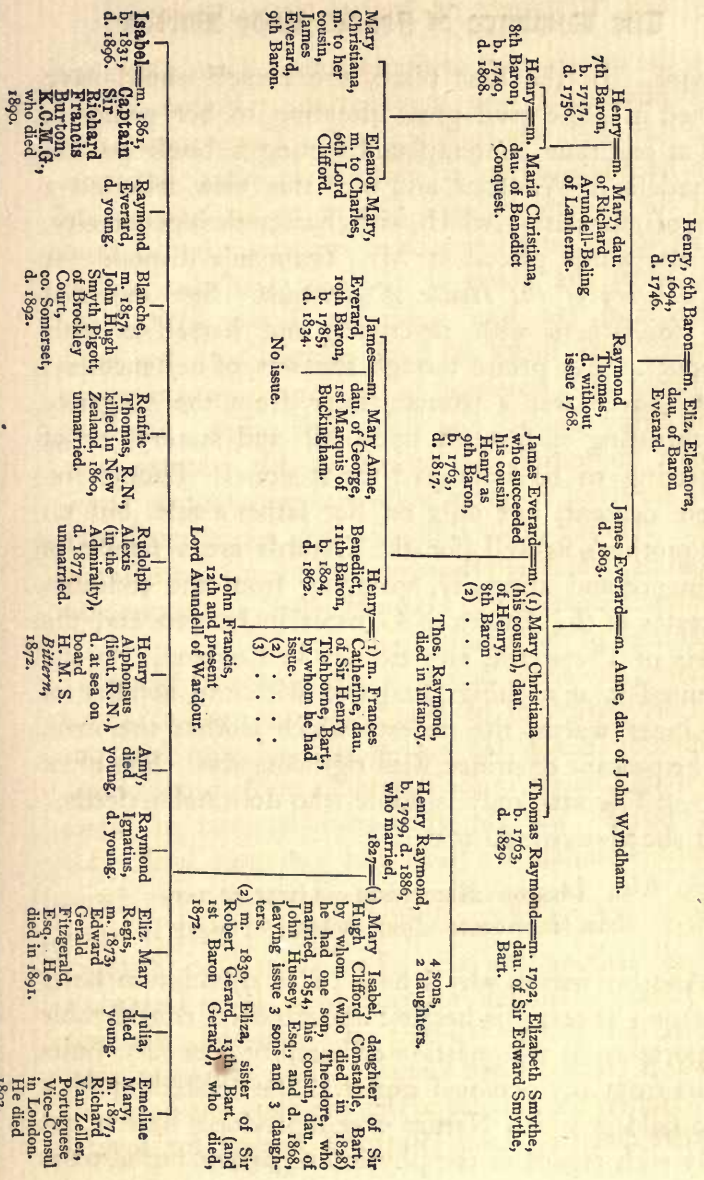 Henry, 6th Baron=m. Eliz. Eleanora,
b. 1694,
d. 1746.
dau. of Baron
Everard.
Henry=m. Mary, dau.
7th Baron,
b. 1717,
d. 1756.
of Richard
Arundell-Beling
of Lanherne.
Raymond
Thomas,
d. without
issue 1768.
James Everard=m. Anne, dau. of John Wyndham.
d. 1803.
Henry=m. Maria Christiana,
8th Baron,
b. 1740,
d. 1808.
dau. of Benedict
Conquest.
James Everard=m. (1) Mary Christiana
who succeeded
his cousin
Henry as
9th Baron,
b. 1763,
d. 1817.
(his cousin), dau.
of Henry,
8th Baron
(2) . . . .
Thomas Raymond=m. 1792, Elizabeth Smythe,
b. 1763,
d. 1829.
dau. of Sir Edward Smythe,
Bart.
Mary
Christiana,
m. to her
cousin,
James
Everard,
9th Baron.
Eleanor Mary,
m. to Charles,
6th Lord
Clifford.
James=m. Mary Anne,
Everard,
10th Baron,
b. 1785,
d. 1834.
dau. of George,
1st Marquis of
Buckingham.
No issue.
Henry=(1) m. Frances
Benedict,
11th Baron,
b. 1804,
d. 1862.
Catherine, dau.
of Sir Henry
Tichborne, Bart.,
by whom he had
issue.
(2) . . . .
(3) . . . .
John Francis,
12th and present
Lord Arundell of Wardour.
Thos. Raymond,
died in infancy.
Henry Raymond,
b. 1799, d. 1886,
who married,
4 sons,
2 daughters.
1827=(1) Mary Isabel, daughter of Sir
Hugh Clifford Constable, Bart.,
by whom (who died in 1828)
he had one son, Theodore, who
married, 1854, his cousin, dau. of
John Hussey, Esq., and d. 1868,
leaving issue 3 sons and 3 daugh-
ters.
(2) m. 1830, Eliza, sister of Sir
Robert Gerard, 13th Bart. (and
1st Baron Gerard), who died,
1872.
Isabel=m. 1861,
b. 1831,
d. 1896.
Captain
Sir
Richard
Francis
Burton,
K.C.M.G.,
who died
1890.
Raymond
Everard,
d. young.
Blanche,
m. 1857,
John Hugh
Smyth Pigott,
of Brockley
Court,
co. Somerset,
d. 1892.
Renfric
Thomas, R.N.,
killed in New
Zealand, 1860,
unmarried.
Rudolph
Alexis
(in the
Admiralty),
d. 1877,
unmarried.
Henry
Alphonsus
(lieut. R.N.),
d. at sea on
board
H. M. S.
Bittern,
1872.
Amy,
died
young.
Raymond
Ignatius,
d. young.
Eliz. Mary
Regis,
m. 1873,
Edward
Gerald
Fitzgerald,
Esq. He
died in 1891.
Julia,
died
young.
Emeline
Mary,
m. 1877,
Richard
Van Zeller,
Portuguese
Vice-Consul
in London.
He died